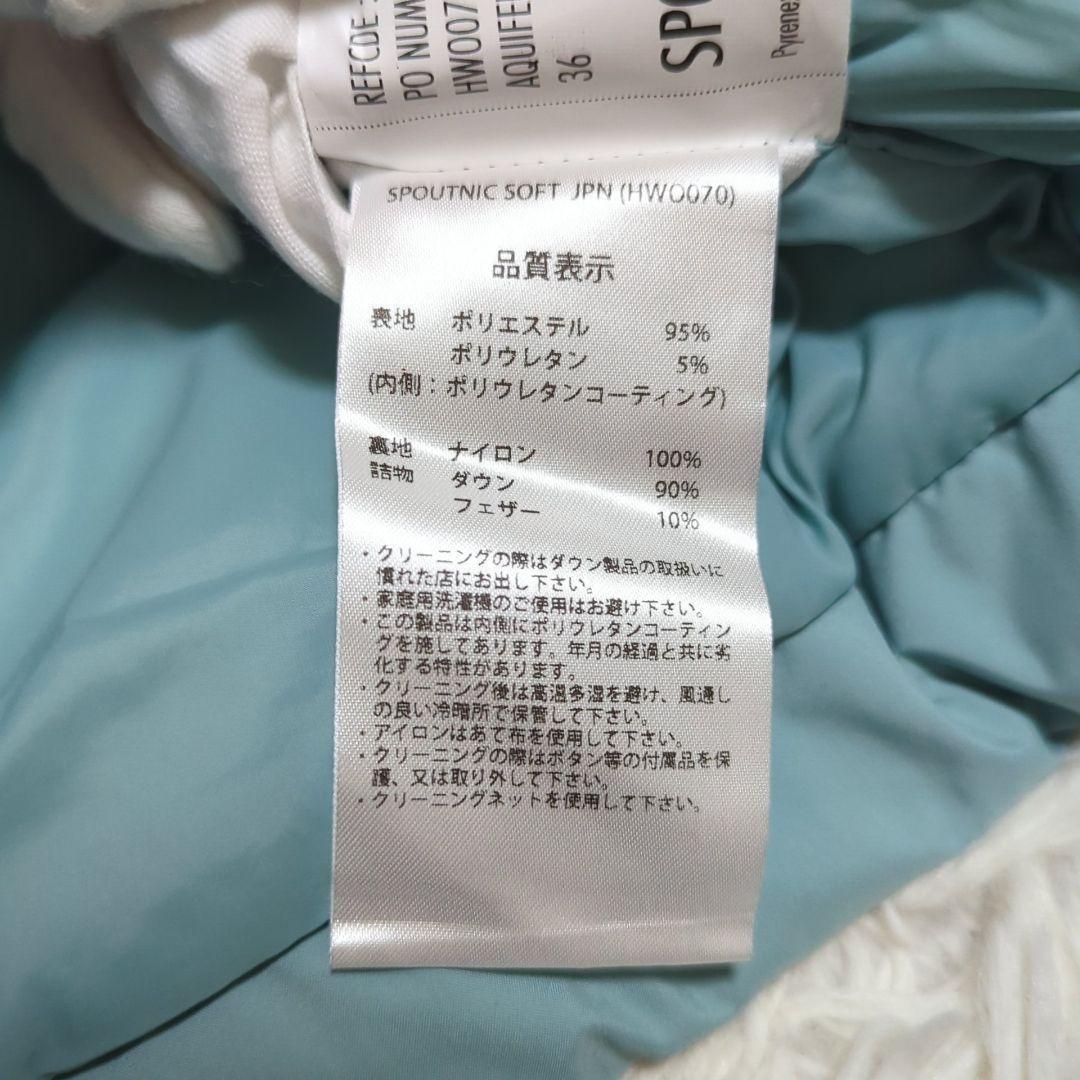 REFCDE
PO NUM
HWO07
AQUIFE
36
SPO
Pyrenex
SPOUTNIC SOFT JPN (HWO070)
品質表示
表地 ポリエステル 95%
ポリウレタン 5%
(内側：ポリウレタンコーティング)
裏地 ナイロン 100%
詰物 ダウン 90%
フェザー 10%
・クリーニングの際はダウン製品の取扱いに
慣れた店にお出し下さい。
・家庭用洗濯機のご使用はお避け下さい。
・この製品は内側にポリウレタンコーティン
グを施してあります。年月の経過と共に劣
化する特性があります。
・クリーニング後は高温多湿を避け、風通し
の良い冷暗所で保管して下さい。
・アイロンはあて布を使用して下さい。
・クリーニングの際はボタン等の付属品を保
護、又は取り外して下さい。
・クリーニングネットを使用して下さい。